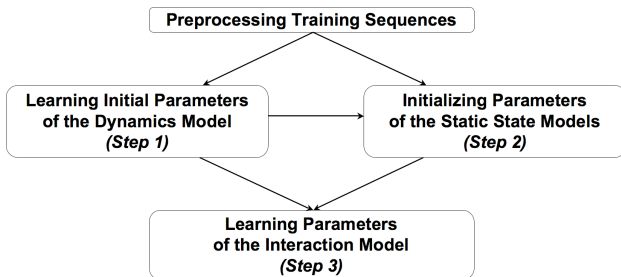 Preprocessing Training Sequences
Learning Initial Parameters
of the Dynamics Model
(Step 1)
Initializing Parameters
of the Static State Models
(Step 2)
Learning Parameters
of the Interaction Model
(Step 3)